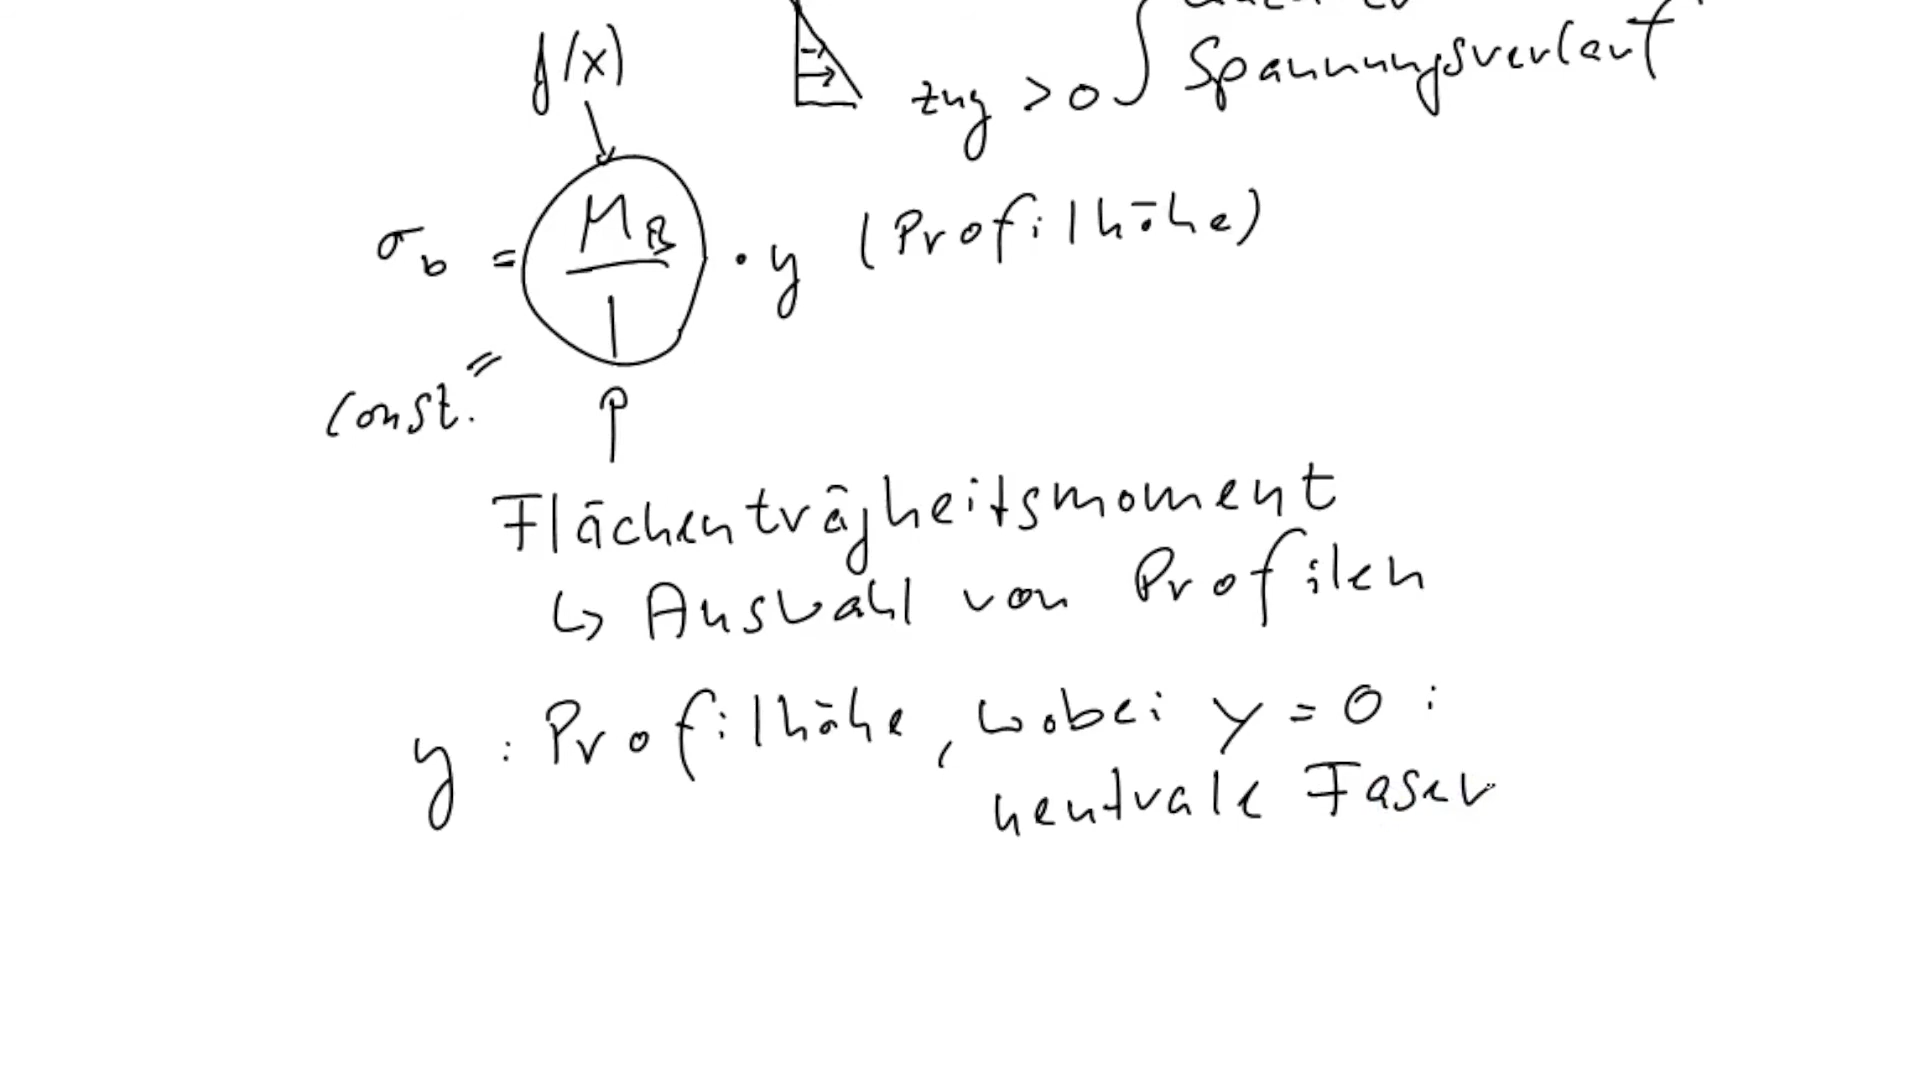 f(x)
zug > 0
Spannungsverlauf
σb = MB / I · y (Profilhöhe)
const. =
Flächenträgheitsmoment
↳ Auswahl von Profilen
y : Profilhöhe, wobei y = 0 :
neutrale Faser